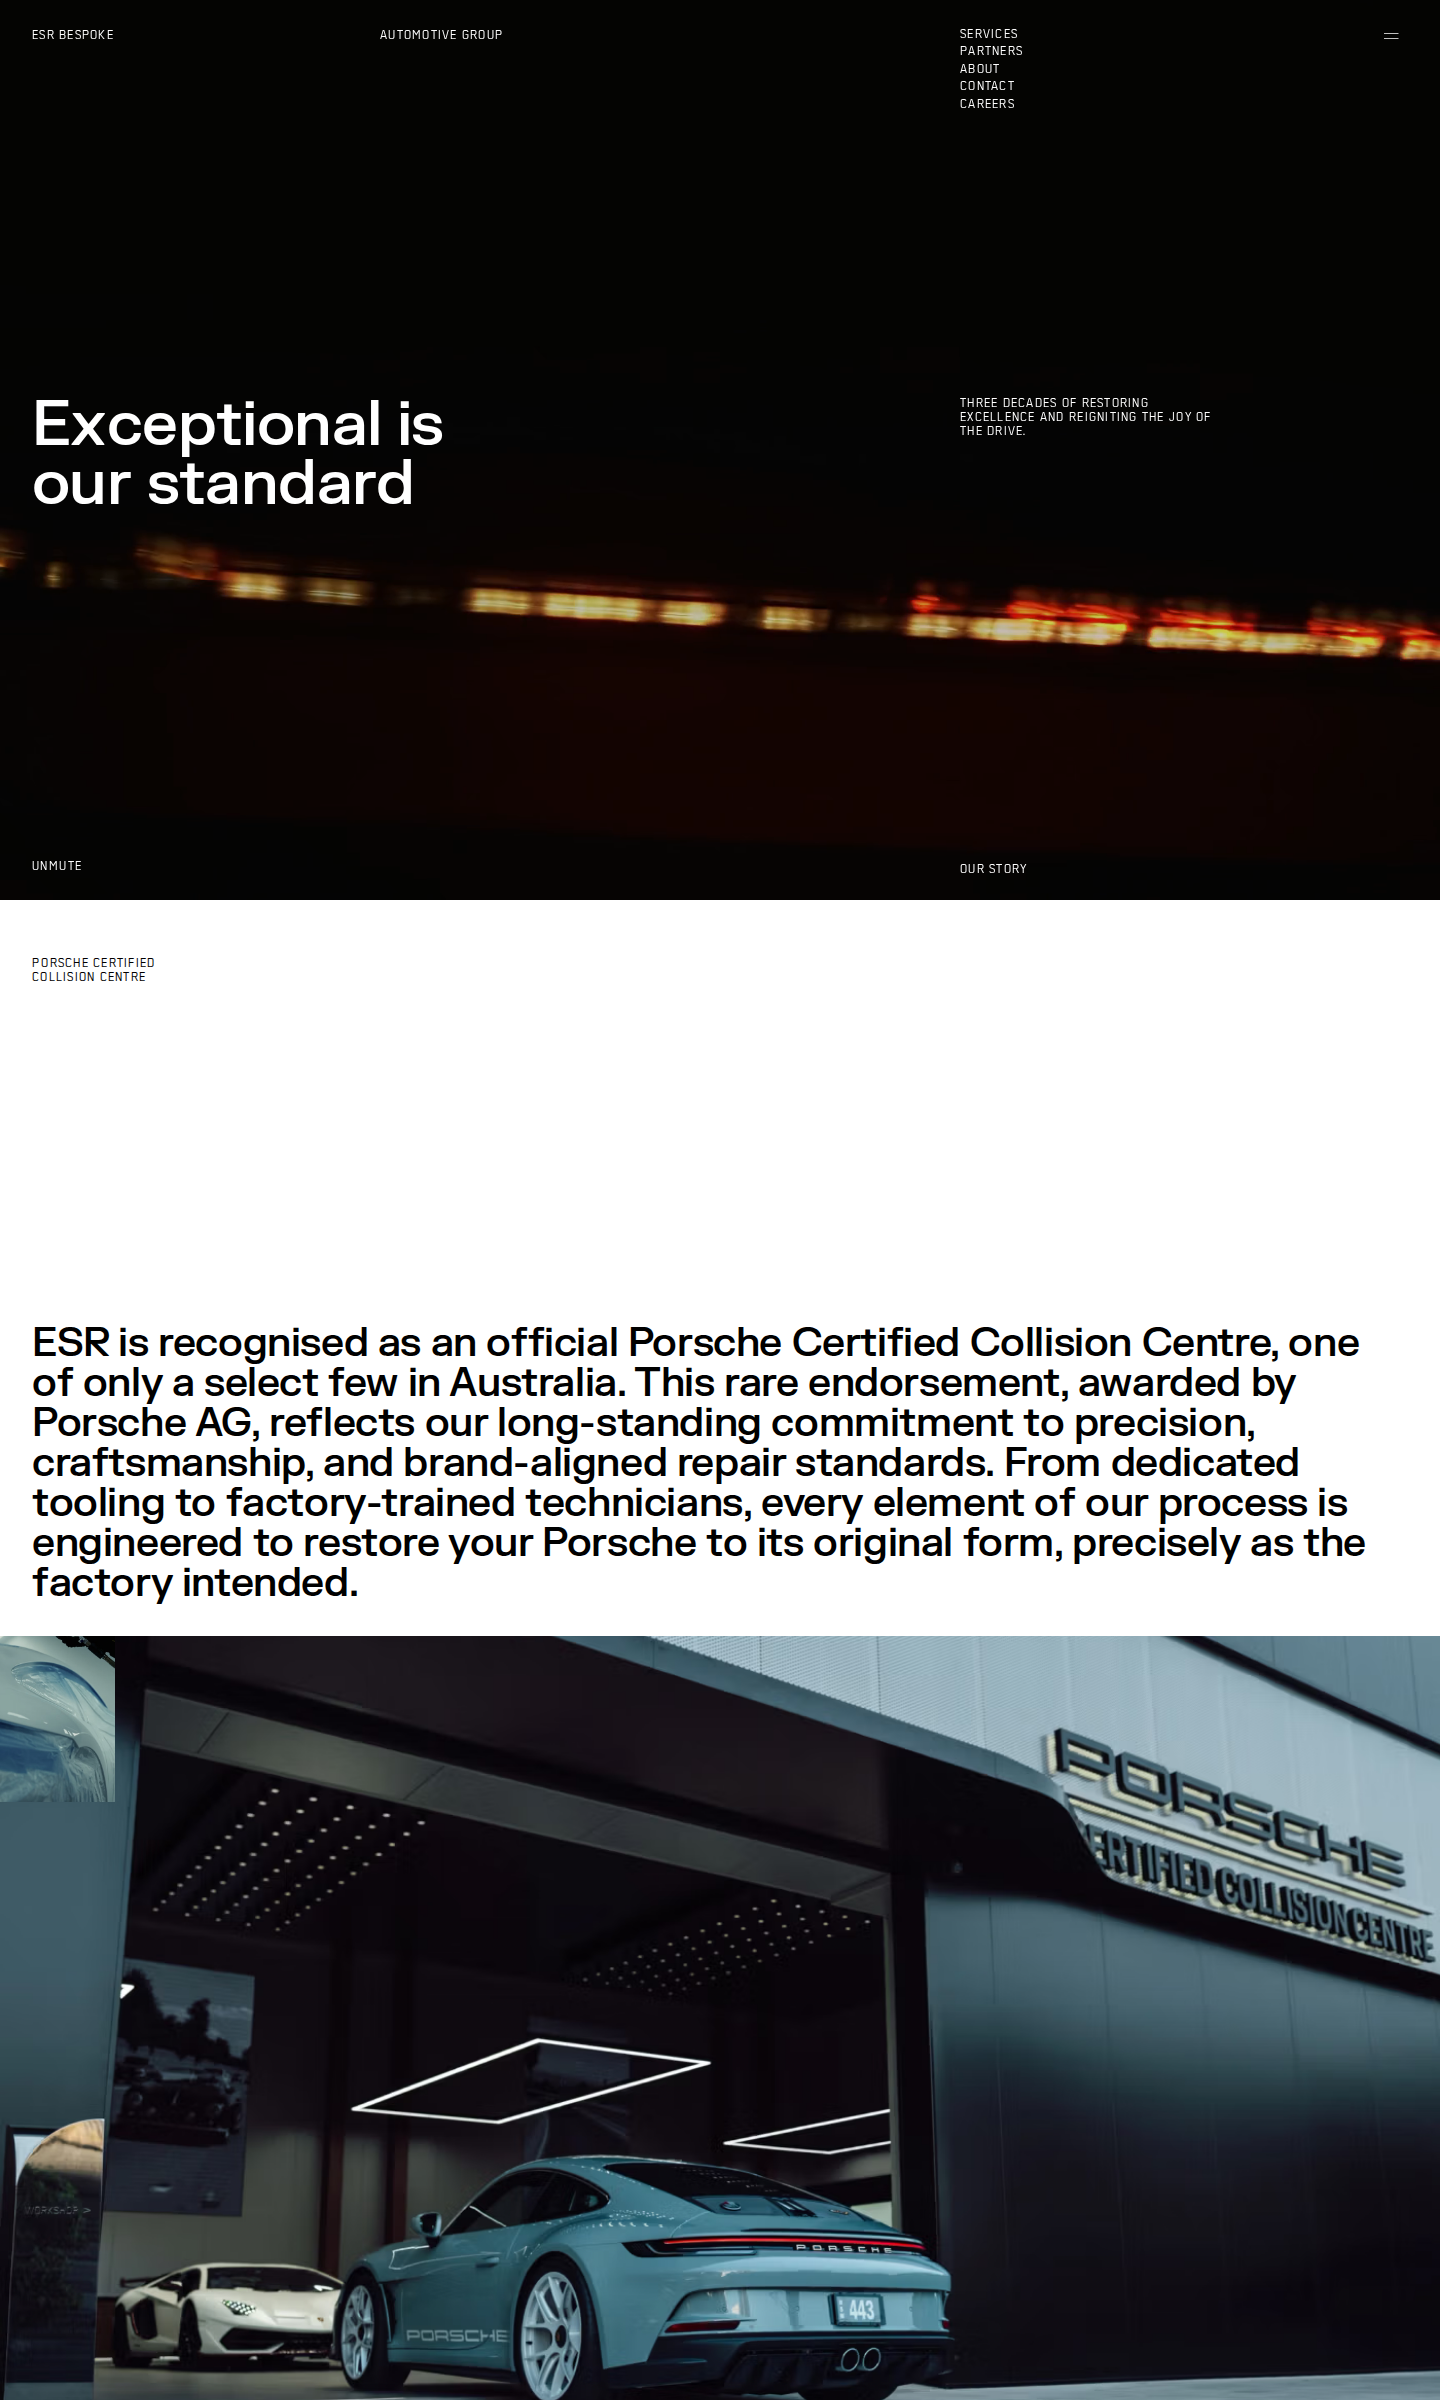 ESR BESPOKE
AUTOMOTIVE GROUP
SERVICES
PARTNERS
ABOUT
CONTACT
CAREERS
Exceptional is
our standard
THREE DECADES OF RESTORING
EXCELLENCE AND REIGNITING THE JOY OF
THE DRIVE.
UNMUTE
OUR STORY
PORSCHE CERTIFIED
COLLISION CENTRE
ESR is recognised as an official Porsche Certified Collision Centre, one
of only a select few in Australia. This rare endorsement, awarded by
Porsche AG, reflects our long-standing commitment to precision,
craftsmanship, and brand-aligned repair standards. From dedicated
tooling to factory-trained technicians, every element of our process is
engineered to restore your Porsche to its original form, precisely as the
factory intended.
PORSCHE
CERTIFIED COLLISION CENTRE
WORKSHOP >
PORSCHE
443
PORSCHE